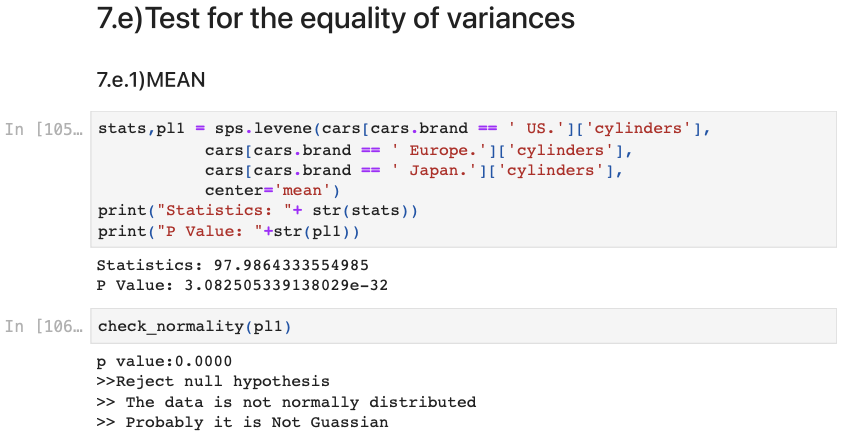 7.e)Test for the equality of variances
7.e.1)MEAN
In [105…
stats,pl1 = sps.levene(cars[cars.brand == ' US.']['cylinders'],
cars[cars.brand == ' Europe.']['cylinders'],
cars[cars.brand == ' Japan.']['cylinders'],
center='mean')
print("Statistics: "+ str(stats))
print("P Value: "+str(pl1))
Statistics: 97.9864333554985
P Value: 3.082505339138029e-32
In [106…
check_normality(pl1)
p value:0.0000
>>Reject null hypothesis
>> The data is not normally distributed
>> Probably it is Not Guassian